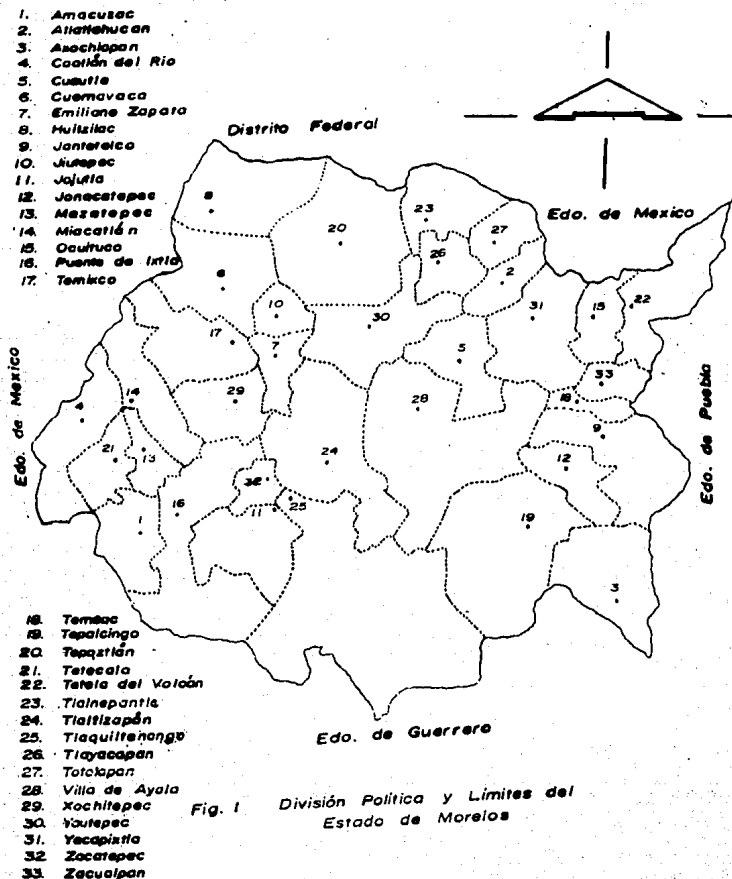 1. Amacuzac
2. Atlatlehucan
3. Axochiapan
4. Coatlán del Rio
5. Cuautla
6. Cuernavaca
7. Emiliano Zapata
8. Huitzilac
9. Jantetelco
10. Jiutepec
11. Jojutla
12. Jonacatepec
13. Mazatepec
14. Miacatlán
15. Ocuituco
16. Puente de Ixtla
17. Temixco
Distrito Federal
Edo. de Mexico
Edo. de Mexico
Edo. de Puebla
8
20
23
27
26
2
6
10
30
31
15
22
17
7
5
33
14
29
28
18
4
9
21
13
24
12
32
16
11
25
1
19
3
18. Temoac
19. Tepalcingo
20. Tepoztlán
21. Tetecala
22. Tetela del Volcán
23. Tlalnepantla
24. Tlaltizapán
25. Tlaquiltenango
26. Tlayacapan
27. Totolapan
28. Villa de Ayala
29. Xochitepec
30. Yautepec
31. Yecapixtla
32. Zacatepec
33. Zacualpan
Edo. de Guerrero
Fig. 1 División Política y Límites del
Estado de Morelos